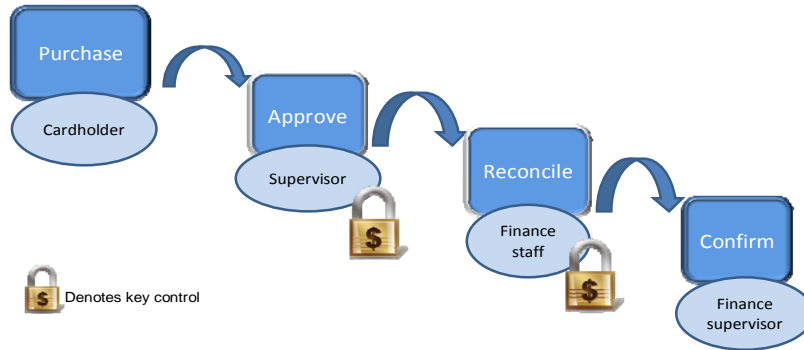 Purchase
Cardholder
Approve
Supervisor
$
Reconcile
Finance
staff
$
Confirm
Finance
supervisor
$ Denotes key control